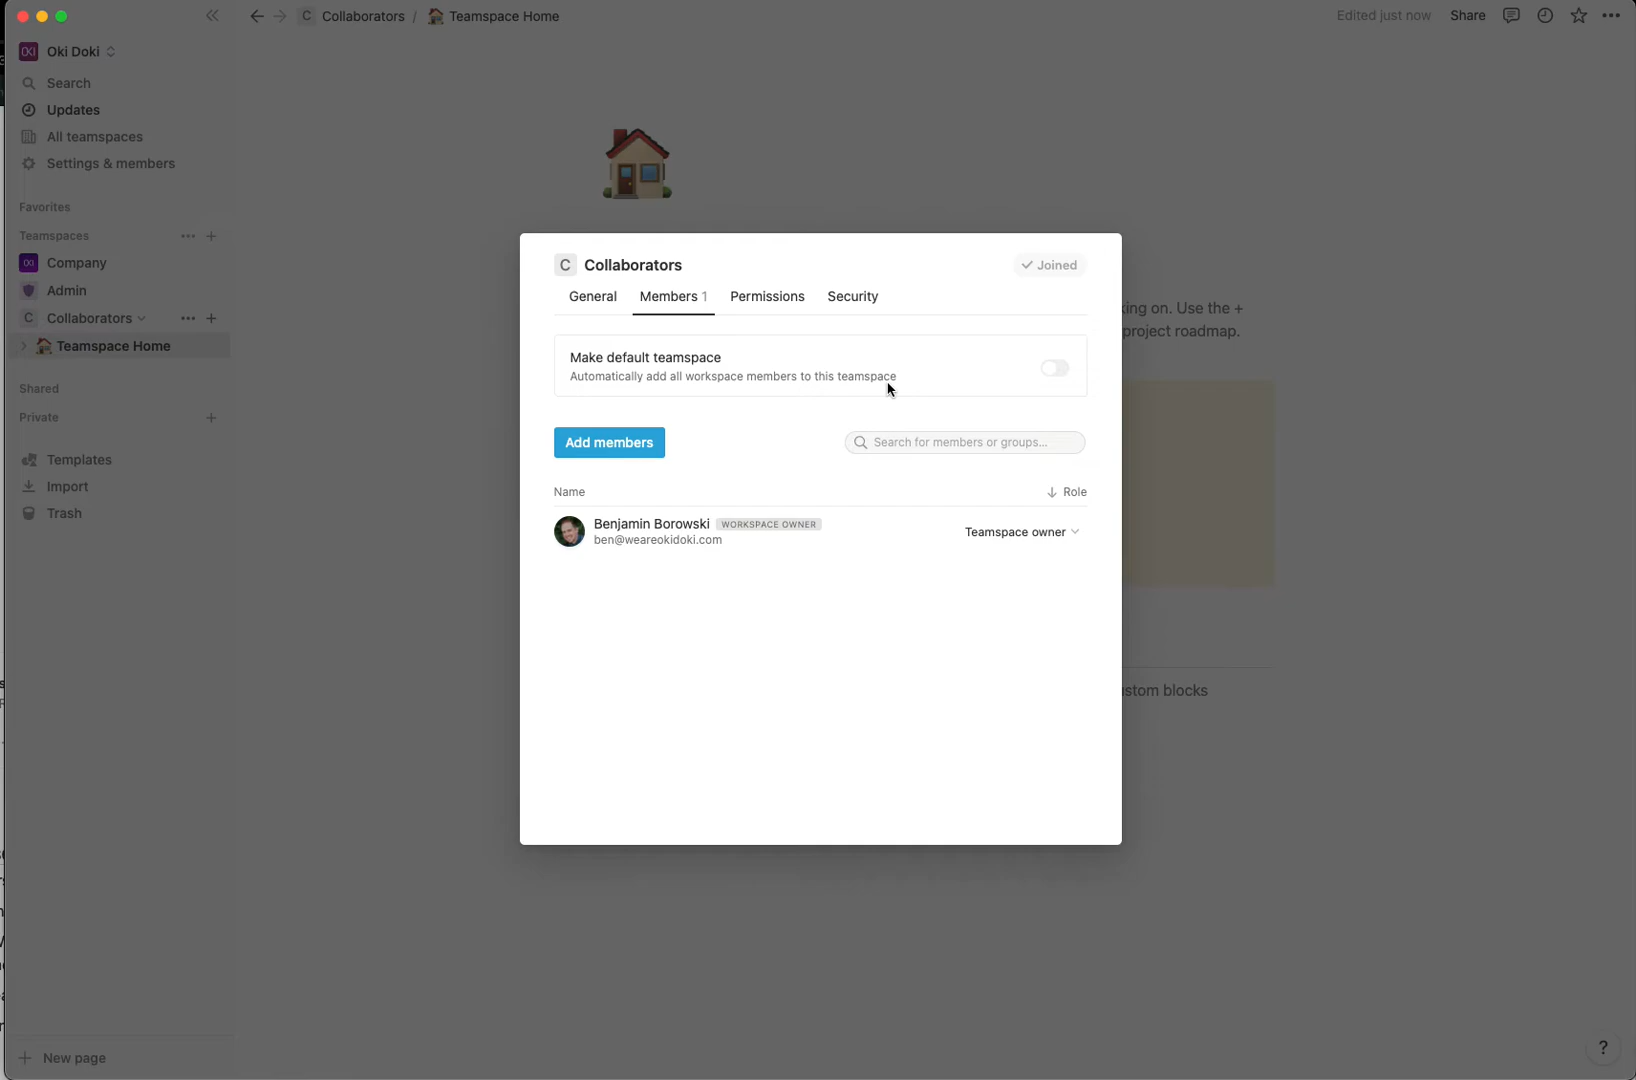 Collaborators / Teamspace Home
Edited just now Share
OKI Oki Doki
Search
Updates
All teamspaces
Settings & members
Favorites
Teamspaces
Company
Admin
C Collaborators
Teamspace Home
Shared
Private
Templates
Import
Trash
New page
C Collaborators
Joined
General Members 1 Permissions Security
Make default teamspace
Automatically add all workspace members to this teamspace
Add members
Search for members or groups...
Name Role
Benjamin Borowski WORKSPACE OWNER
ben@weareokidoki.com
Teamspace owner
king on. Use the +
project roadmap.
stom blocks
?